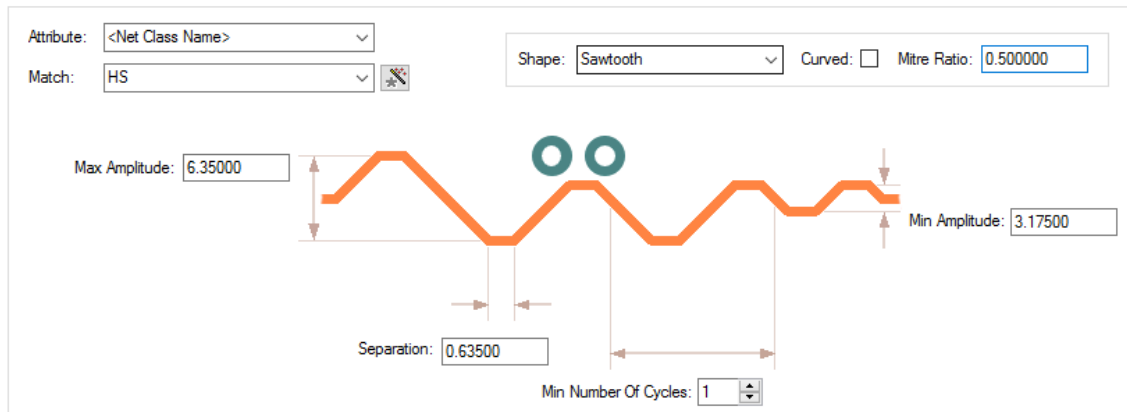 Attribute: <Net Class Name>
Match: HS
Shape: Sawtooth Curved: Mitre Ratio: 0.500000
Max Amplitude: 6.35000
Min Amplitude: 3.17500
Separation: 0.63500
Min Number Of Cycles: 1